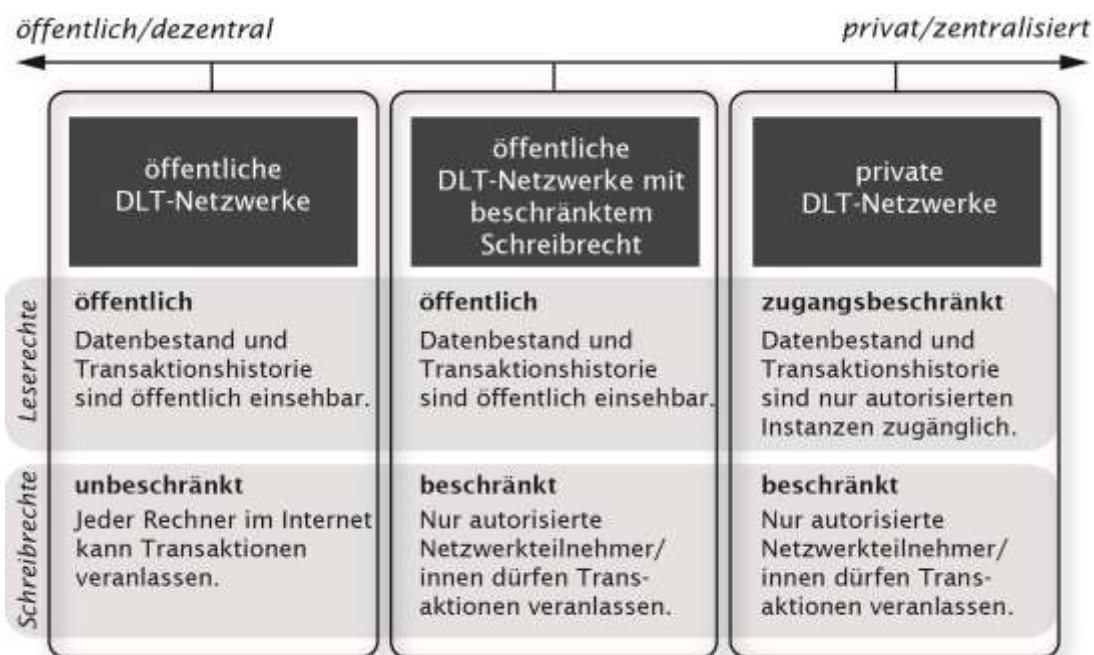 öffentlich/dezentral
privat/zentralisiert
öffentliche
DLT-Netzwerke
öffentliche
DLT-Netzwerke mit
beschränktem
Schreibrecht
private
DLT-Netzwerke
Leserechte
öffentlich
Datenbestand und
Transaktionshistorie
sind öffentlich einsehbar.
öffentlich
Datenbestand und
Transaktionshistorie
sind öffentlich einsehbar.
zugangsbeschränkt
Datenbestand und
Transaktionshistorie
sind nur autorisierten
Instanzen zugänglich.
Schreibrechte
unbeschränkt
Jeder Rechner im Internet
kann Transaktionen
veranlassen.
beschränkt
Nur autorisierte
Netzwerkteilnehmer/
innen dürfen Trans-
aktionen veranlassen.
beschränkt
Nur autorisierte
Netzwerkteilnehmer/
innen dürfen Trans-
aktionen veranlassen.